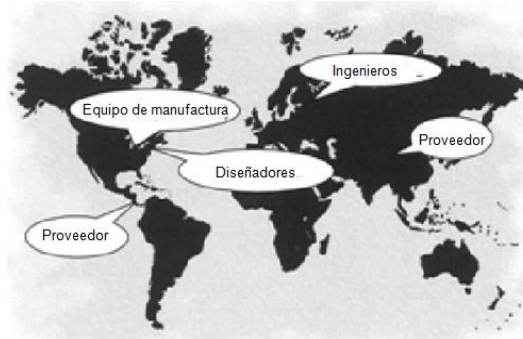 Ingenieros
Equipo de manufactura
Proveedor
Diseñadores
Proveedor